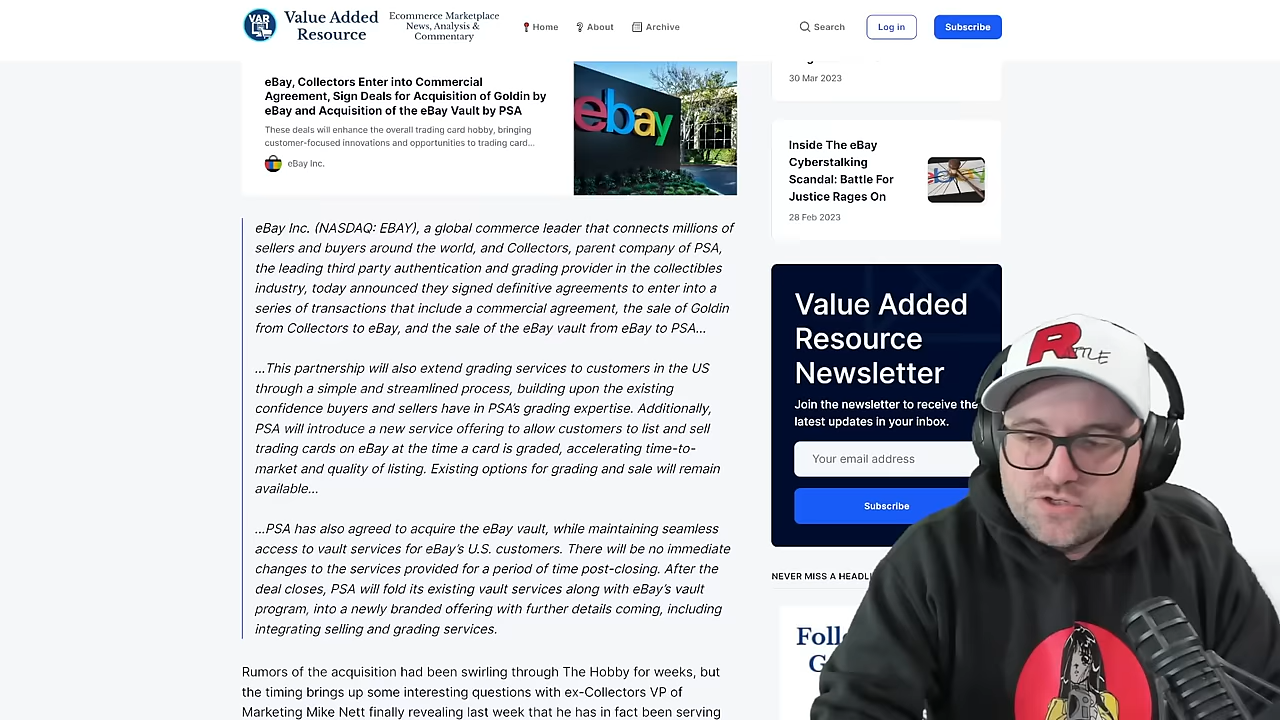 VAR
Value Added
Resource
Ecommerce Marketplace
News, Analysis &
Commentary
Home
About
Archive
Search
Log in
Subscribe
eBay, Collectors Enter into Commercial
Agreement, Sign Deals for Acquisition of Goldin by
eBay and Acquisition of the eBay Vault by PSA
These deals will enhance the overall trading card hobby, bringing
customer-focused innovations and opportunities to trading card...
eBay Inc.
ebay
eBay Inc. (NASDAQ: EBAY), a global commerce leader that connects millions of
sellers and buyers around the world, and Collectors, parent company of PSA,
the leading third party authentication and grading provider in the collectibles
industry, today announced they signed definitive agreements to enter into a
series of transactions that include a commercial agreement, the sale of Goldin
from Collectors to eBay, and the sale of the eBay vault from eBay to PSA...
...This partnership will also extend grading services to customers in the US
through a simple and streamlined process, building upon the existing
confidence buyers and sellers have in PSA's grading expertise. Additionally,
PSA will introduce a new service offering to allow customers to list and sell
trading cards on eBay at the time a card is graded, accelerating time-to-
market and quality of listing. Existing options for grading and sale will remain
available...
...PSA has also agreed to acquire the eBay vault, while maintaining seamless
access to vault services for eBay's U.S. customers. There will be no immediate
changes to the services provided for a period of time post-closing. After the
deal closes, PSA will fold its existing vault services along with eBay's vault
program, into a newly branded offering with further details coming, including
integrating selling and grading services.
Rumors of the acquisition had been swirling through The Hobby for weeks, but
the timing brings up some interesting questions with ex-Collectors VP of
Marketing Mike Nett finally revealing last week that he has in fact been serving
30 Mar 2023
Inside The eBay
Cyberstalking
Scandal: Battle For
Justice Rages On
28 Feb 2023
Value Added
Resource
Newsletter
Join the newsletter to receive the
latest updates in your inbox.
Your email address
Subscribe
NEVER MISS A HEADL
Foll
G
R